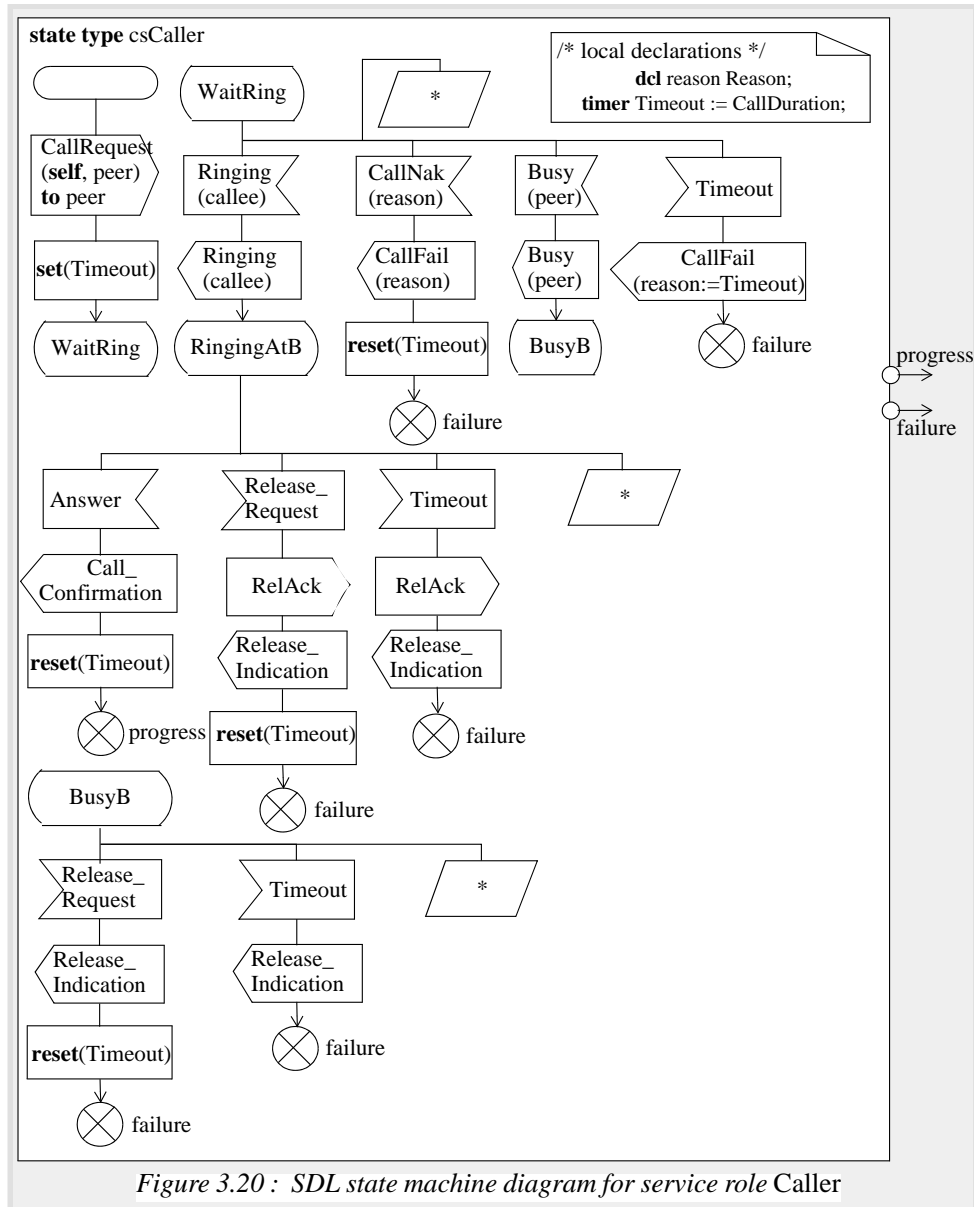 state type csCaller
/* local declarations */
dcl reason Reason;
timer Timeout := CallDuration;
WaitRing
*
CallRequest
(self, peer)
to peer
Ringing
(callee)
CallNak
(reason)
Busy
(peer)
Timeout
set(Timeout)
Ringing
(callee)
CallFail
(reason)
Busy
(peer)
CallFail
(reason:=Timeout)
WaitRing
RingingAtB
reset(Timeout)
BusyB
failure
progress
failure
failure
Answer
Release_
Request
Timeout
*
Call_
Confirmation
RelAck
RelAck
reset(Timeout)
Release_
Indication
Release_
Indication
progress
reset(Timeout)
failure
BusyB
failure
Release_
Request
Timeout
*
Release_
Indication
Release_
Indication
reset(Timeout)
failure
failure
Figure 3.20 : SDL state machine diagram for service role Caller